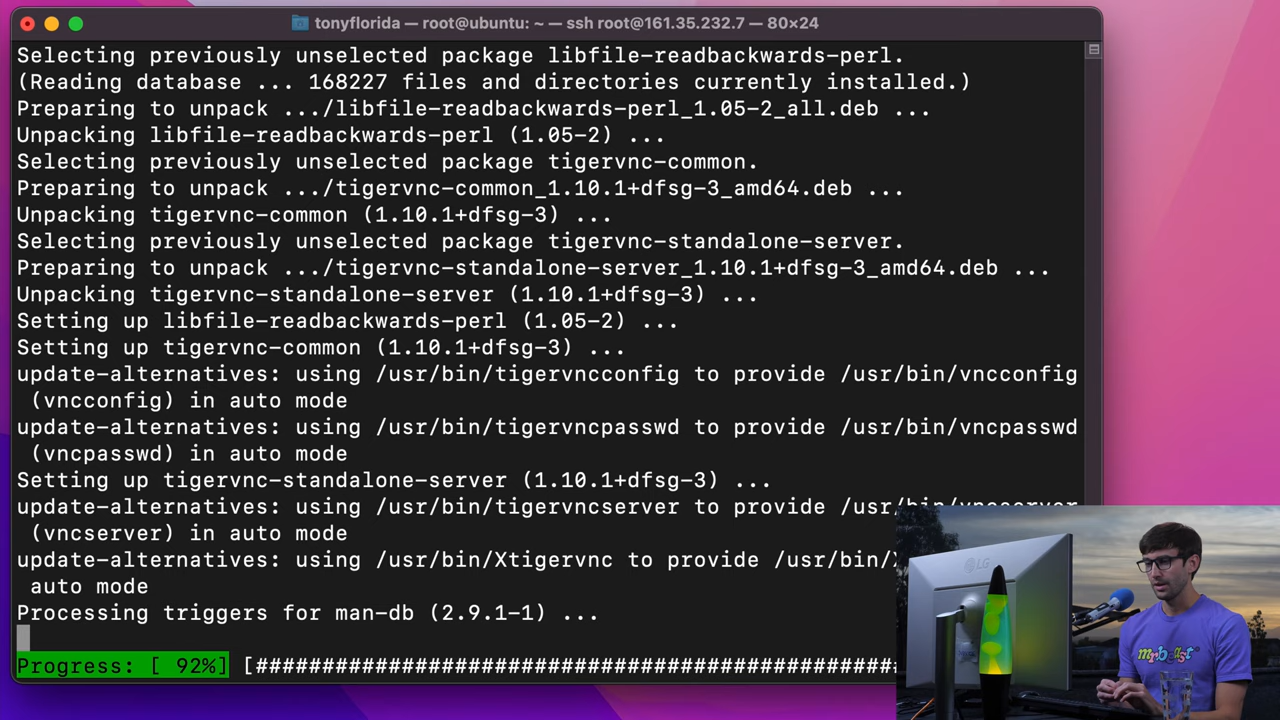 tonyflorida — root@ubuntu: ~ — ssh root@161.35.232.7 — 80×24
Selecting previously unselected package libfile-readbackwards-perl.
(Reading database ... 168227 files and directories currently installed.)
Preparing to unpack .../libfile-readbackwards-perl_1.05-2_all.deb ...
Unpacking libfile-readbackwards-perl (1.05-2) ...
Selecting previously unselected package tigervnc-common.
Preparing to unpack .../tigervnc-common_1.10.1+dfsg-3_amd64.deb ...
Unpacking tigervnc-common (1.10.1+dfsg-3) ...
Selecting previously unselected package tigervnc-standalone-server.
Preparing to unpack .../tigervnc-standalone-server_1.10.1+dfsg-3_amd64.deb ...
Unpacking tigervnc-standalone-server (1.10.1+dfsg-3) ...
Setting up libfile-readbackwards-perl (1.05-2) ...
Setting up tigervnc-common (1.10.1+dfsg-3) ...
update-alternatives: using /usr/bin/tigervncconfig to provide /usr/bin/vncconfig
(vncconfig) in auto mode
update-alternatives: using /usr/bin/tigervncpasswd to provide /usr/bin/vncpasswd
(vncpasswd) in auto mode
Setting up tigervnc-standalone-server (1.10.1+dfsg-3) ...
update-alternatives: using /usr/bin/tigervncserver to provide /usr/bin/vncserver
(vncserver) in auto mode
update-alternatives: using /usr/bin/Xtigervnc to provide /usr/bin/
auto mode
Processing triggers for man-db (2.9.1-1) ...
Progress: [ 92%] [################################################
LG
mrbeast